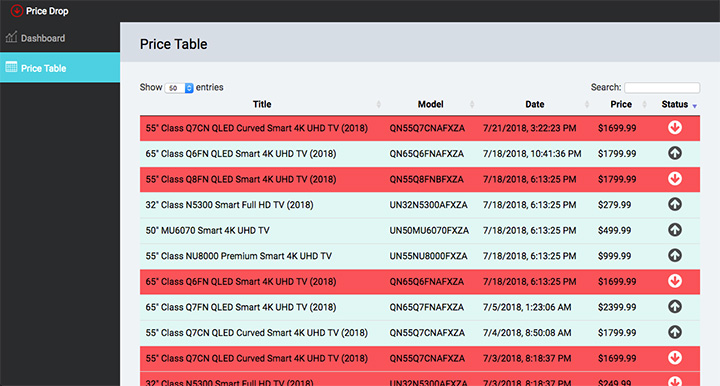 Price Drop
Dashboard
Price Table
Price Table
Show 50 entries
Search:
Title Model Date Price Status
55" Class Q7CN QLED Curved Smart 4K UHD TV (2018) QN55Q7CNAFXZA 7/21/2018, 3:22:23 PM $1699.99
65" Class Q6FN QLED Smart 4K UHD TV (2018) QN65Q6FNAFXZA 7/18/2018, 10:41:36 PM $1799.99
55" Class Q8FN QLED Smart 4K UHD TV (2018) QN55Q8FNBFXZA 7/18/2018, 6:13:25 PM $1799.99
32" Class N5300 Smart Full HD TV (2018) UN32N5300AFXZA 7/18/2018, 6:13:25 PM $279.99
50" MU6070 Smart 4K UHD TV UN50MU6070FXZA 7/18/2018, 6:13:25 PM $499.99
55" Class NU8000 Premium Smart 4K UHD TV UN55NU8000FXZA 7/18/2018, 6:13:25 PM $999.99
65" Class Q6FN QLED Smart 4K UHD TV (2018) QN65Q6FNAFXZA 7/18/2018, 6:13:25 PM $1699.99
65" Class Q7FN QLED Smart 4K UHD TV (2018) QN65Q7FNAFXZA 7/5/2018, 1:23:06 AM $2399.99
55" Class Q7CN QLED Curved Smart 4K UHD TV (2018) QN55Q7CNAFXZA 7/4/2018, 8:50:08 AM $1799.99
55" Class Q7CN QLED Curved Smart 4K UHD TV (2018) QN55Q7CNAFXZA 7/3/2018, 8:18:37 PM $1699.99
32" Class N5300 Smart Full HD TV (2018) UN32N5300AFXZA 7/3/2018, 8:18:37 PM $249.99